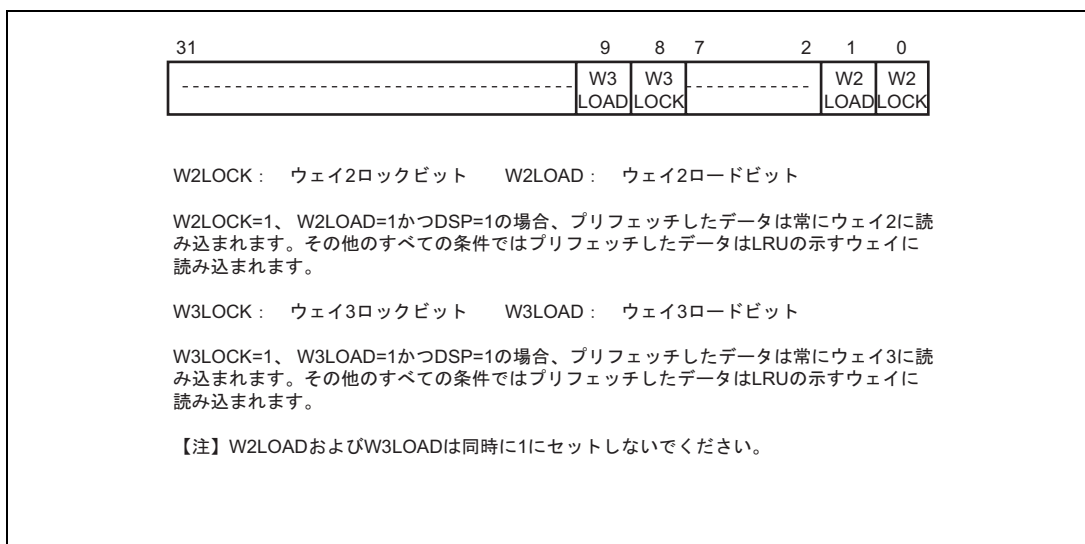 31 9 8 7 2 1 0
W3 W3 W2 W2
LOAD LOCK LOAD LOCK
W2LOCK： ウェイ2ロックビット W2LOAD： ウェイ2ロードビット
W2LOCK=1、 W2LOAD=1かつDSP=1の場合、プリフェッチしたデータは常にウェイ2に読
み込まれます。その他のすべての条件ではプリフェッチしたデータはLRUの示すウェイに
読み込まれます。
W3LOCK： ウェイ3ロックビット W3LOAD： ウェイ3ロードビット
W3LOCK=1、 W3LOAD=1かつDSP=1の場合、プリフェッチしたデータは常にウェイ3に読
み込まれます。その他のすべての条件ではプリフェッチしたデータはLRUの示すウェイに
読み込まれます。
【注】W2LOADおよびW3LOADは同時に1にセットしないでください。